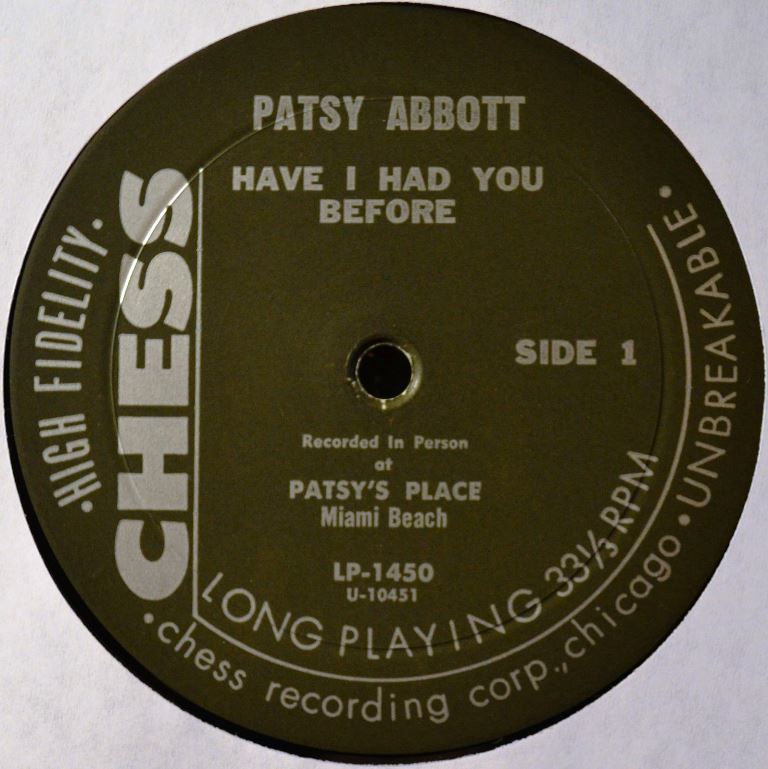 PATSY ABBOTT
HAVE I HAD YOU
BEFORE
CHESS
·HIGH FIDELITY·
SIDE 1
Recorded In Person
at
PATSY'S PLACE
Miami Beach
LP-1450
U-10451
LONG PLAYING 33⅓ RPM
·chess recording corp., chicago·UNBREAKABLE·